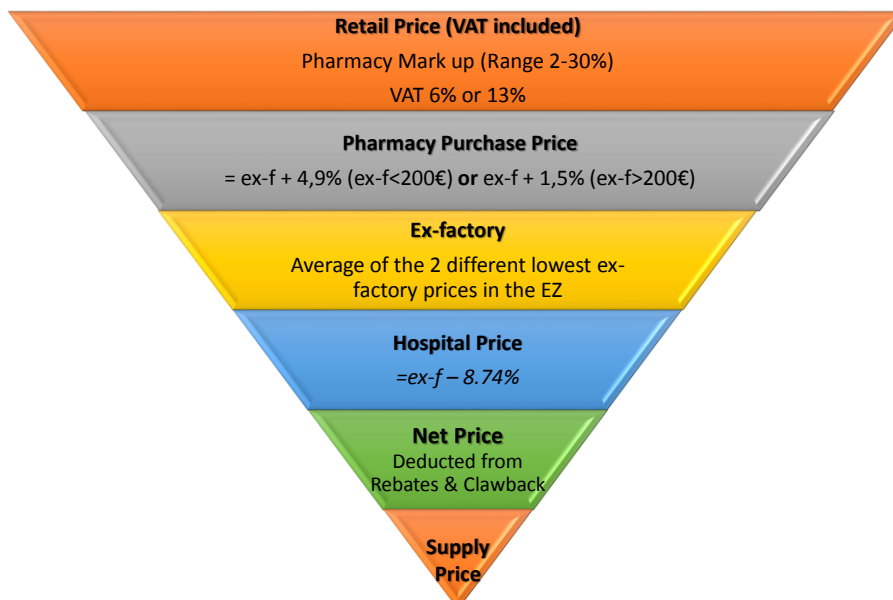 Retail Price (VAT included)
Pharmacy Mark up (Range 2-30%)
VAT 6% or 13%
Pharmacy Purchase Price
= ex-f + 4,9% (ex-f<200€) or ex-f + 1,5% (ex-f>200€)
Ex-factory
Average of the 2 different lowest ex-
factory prices in the EZ
Hospital Price
=ex-f – 8.74%
Net Price
Deducted from
Rebates & Clawback
Supply
Price